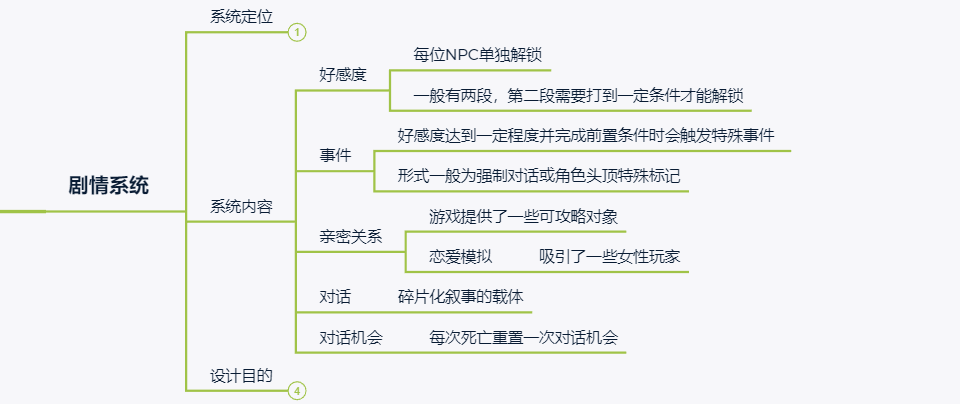 系统定位
1
每位NPC单独解锁
好感度
一般有两段，第二段需要打到一定条件才能解锁
好感度达到一定程度并完成前置条件时会触发特殊事件
事件
形式一般为强制对话或角色头顶特殊标记
剧情系统
系统内容
游戏提供了一些可攻略对象
亲密关系
恋爱模拟 吸引了一些女性玩家
对话 碎片化叙事的载体
对话机会 每次死亡重置一次对话机会
设计目的
4